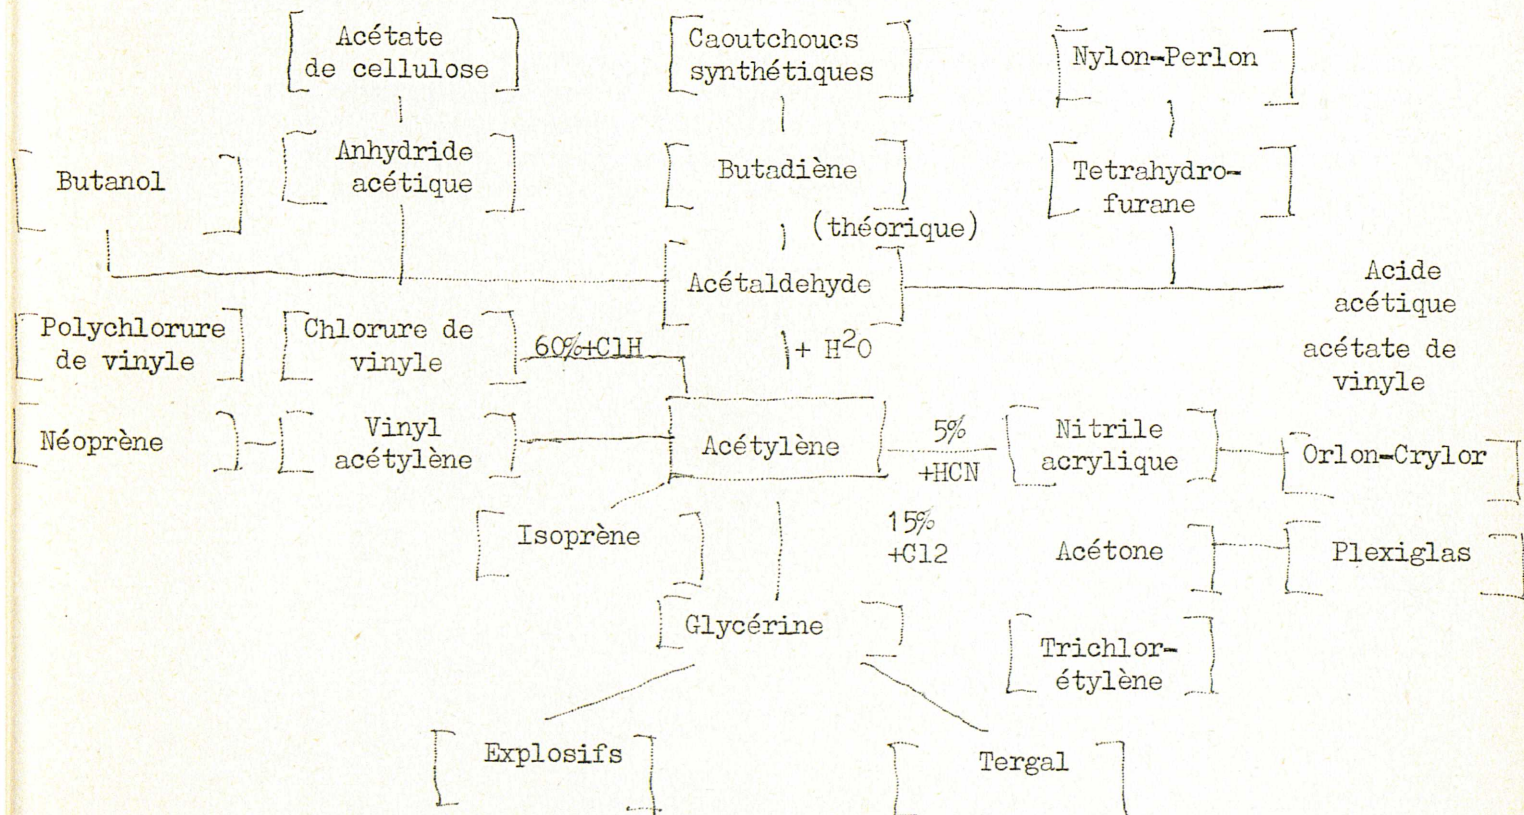 Acétate
de cellulose
Caoutchoucs
synthétiques
Nylon-Perlon
Butanol
Anhydride
acétique
Butadiène
Tetrahydro-
furane
(théorique)
Acétaldehyde
Acide
acétique
acétate de
vinyle
Polychlorure
de vinyle
Chlorure de
vinyle
60%+ClH
+ H²O
Néoprène
Vinyl
acétylène
Acétylène
5%
+HCN
Nitrile
acrylique
Orlon-Crylor
Isoprène
15%
+Cl2
Acétone
Plexiglas
Glycérine
Trichlor-
étylène
Explosifs
Tergal